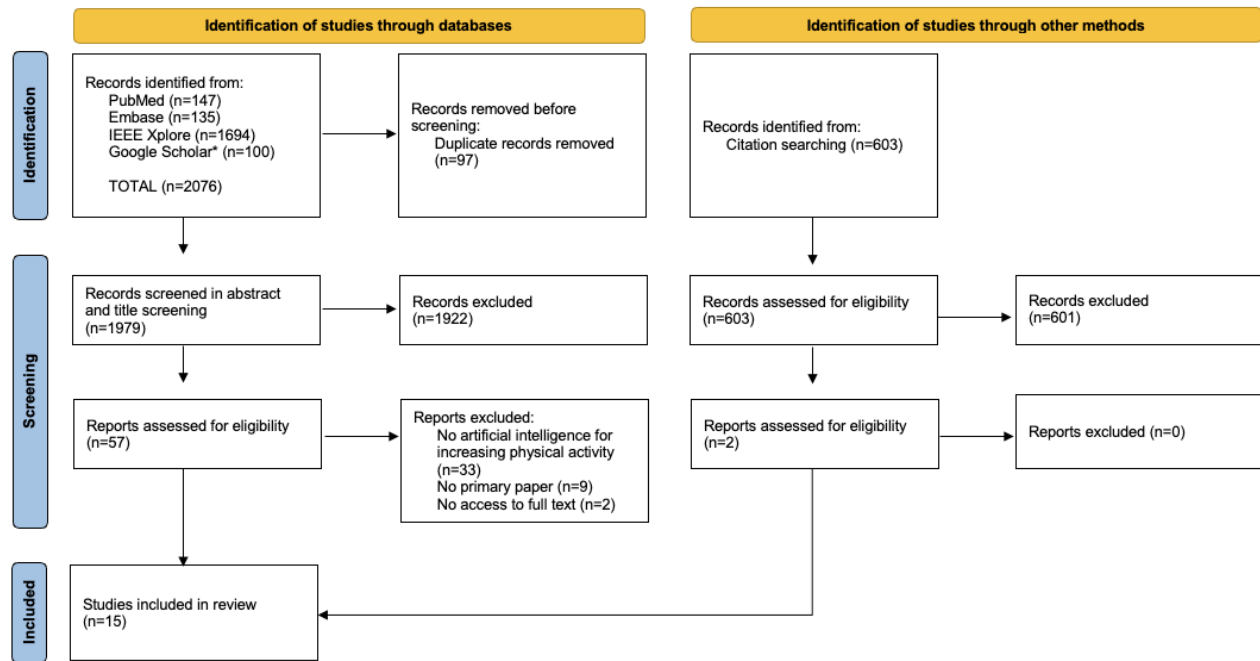 Identification of studies through databases
Identification of studies through other methods
Identification
Records identified from:
PubMed (n=147)
Embase (n=135)
IEEE Xplore (n=1694)
Google Scholar* (n=100)
TOTAL (n=2076)
Records removed before
screening:
Duplicate records removed
(n=97)
Records identified from:
Citation searching (n=603)
Screening
Records screened in abstract
and title screening
(n=1979)
Records excluded
(n=1922)
Records assessed for eligibility
(n=603)
Records excluded
(n=601)
Reports assessed for eligibility
(n=57)
Reports excluded:
No artificial intelligence for
increasing physical activity
(n=33)
No primary paper (n=9)
No access to full text (n=2)
Reports assessed for eligibility
(n=2)
Reports excluded (n=0)
Included
Studies included in review
(n=15)